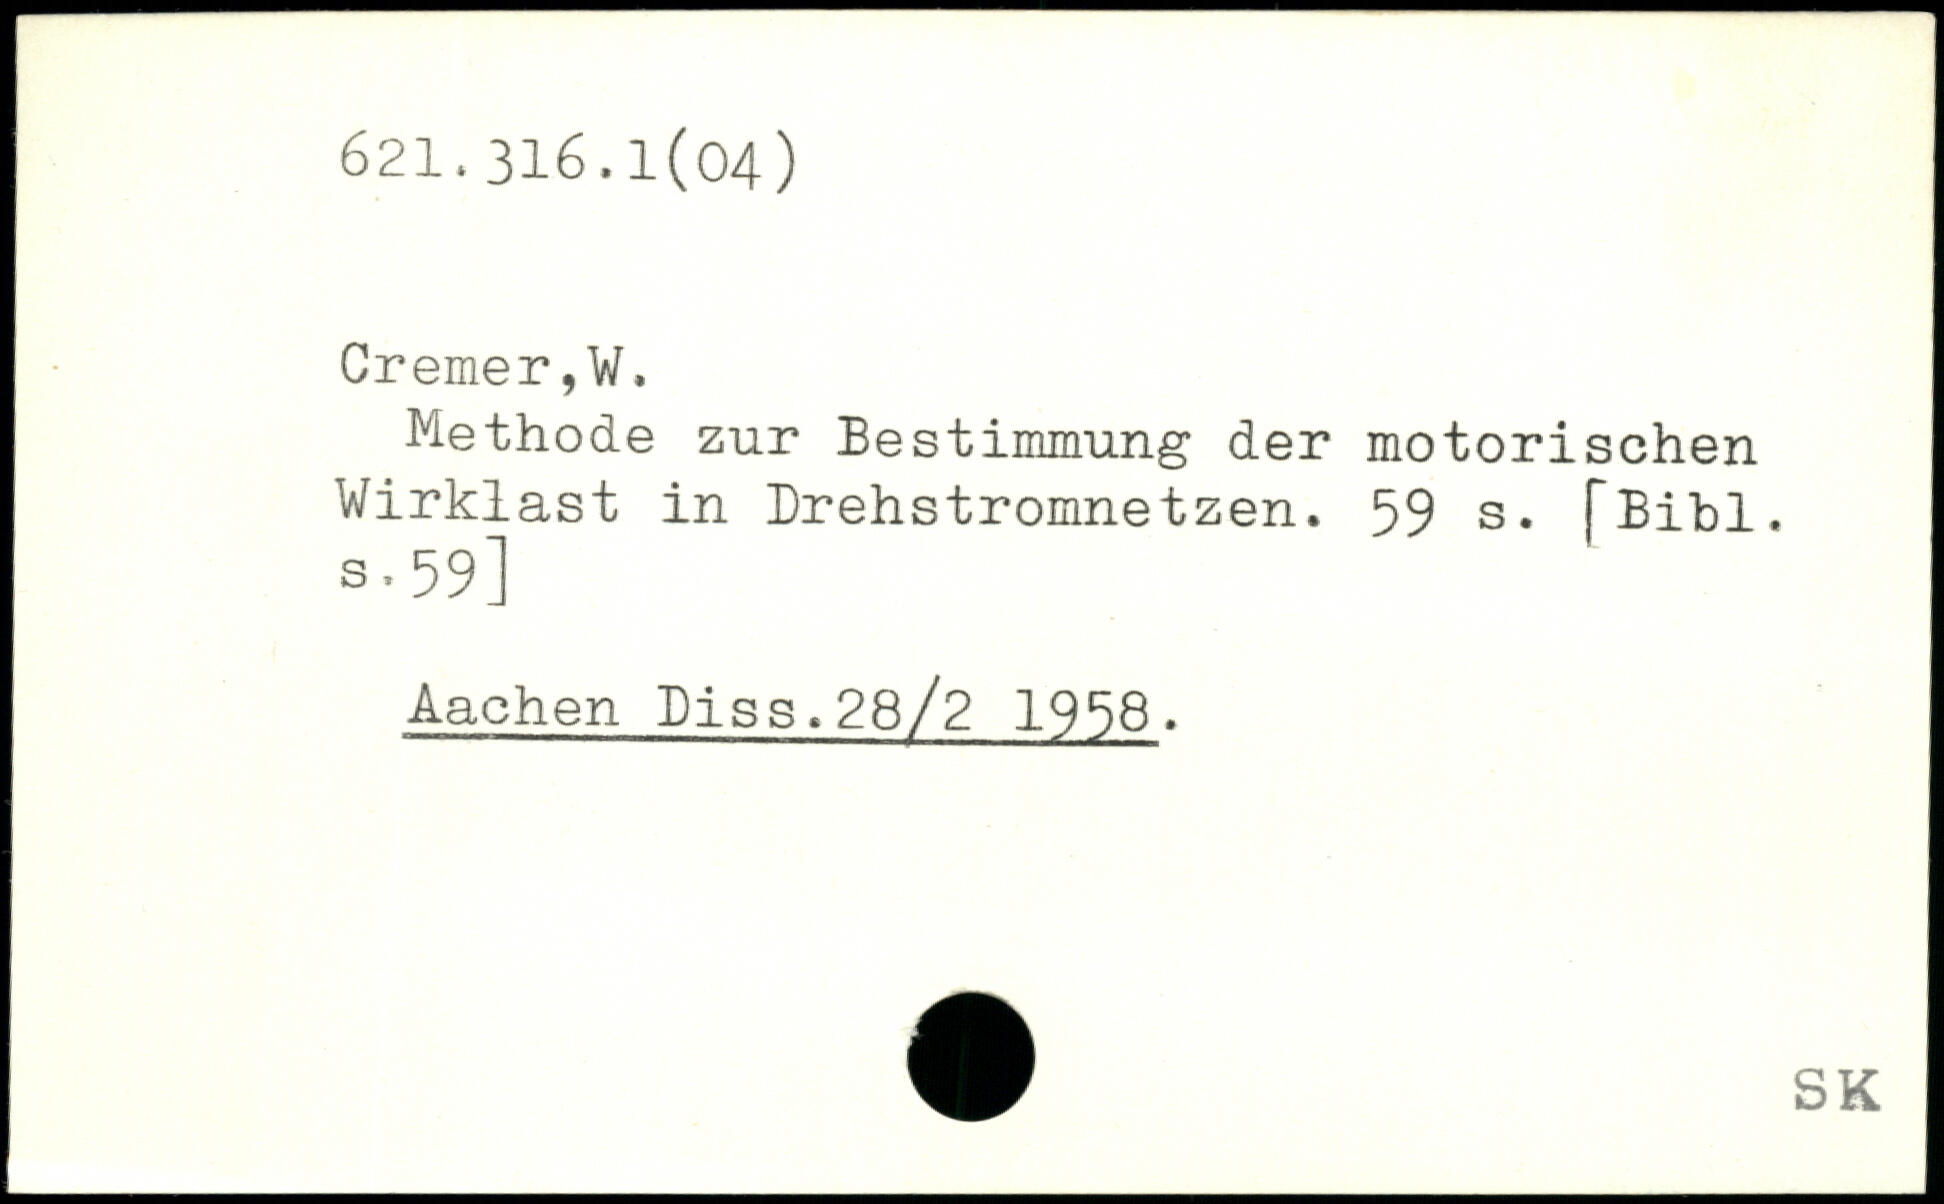 621.316.1(04)
Cremer,W.
Methode zur Bestimmung der motorischen
Wirklast in Drehstromnetzen. 59 s. [Bibl.
s.59]
Aachen Diss.28/2 1958.
SK